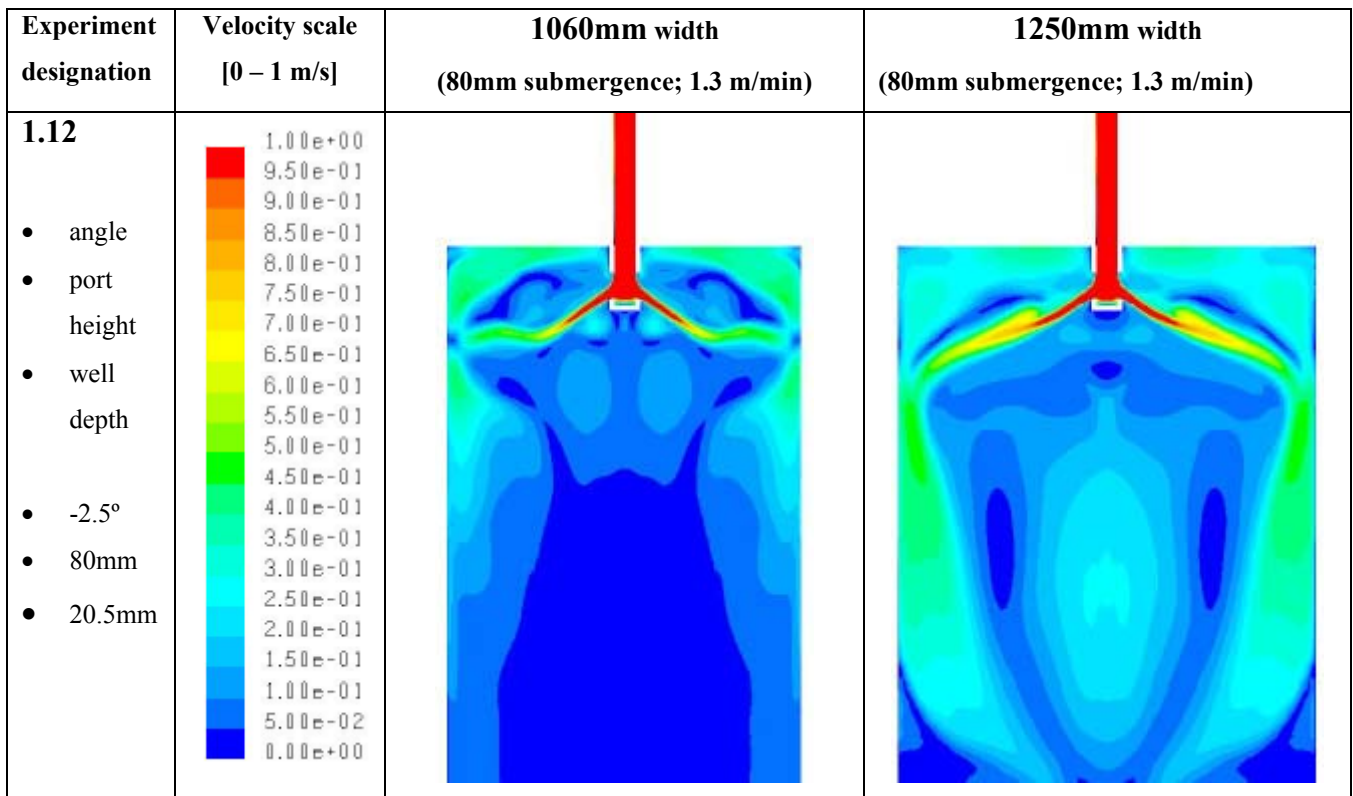 Experiment designation
Velocity scale [0 – 1 m/s]
1060mm width
(80mm submergence; 1.3 m/min)
1250mm width
(80mm submergence; 1.3 m/min)
1.12
• angle
• port
height
• well
depth
• -2.5º
• 80mm
• 20.5mm
1.00e+00
9.50e-01
9.00e-01
8.50e-01
8.00e-01
7.50e-01
7.00e-01
6.50e-01
6.00e-01
5.50e-01
5.00e-01
4.50e-01
4.00e-01
3.50e-01
3.00e-01
2.50e-01
2.00e-01
1.50e-01
1.00e-01
5.00e-02
0.00e+00